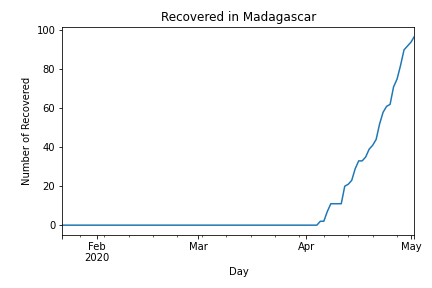 Recovered in Madagascar
100
80
60
40
20
0
Number of Recovered
Feb
2020
Mar
Apr
May
Day